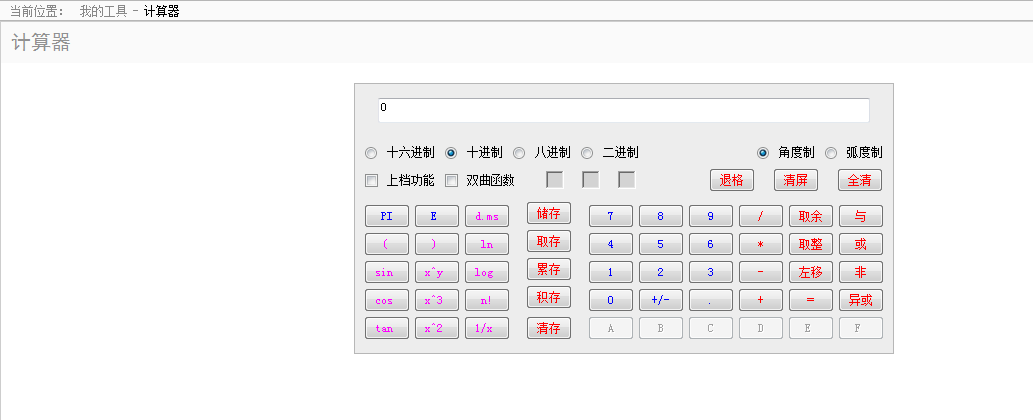 当前位置: 我的工具 - 计算器
计算器
0
十六进制 十进制 八进制 二进制 角度制 弧度制
上档功能 双曲函数 退格 清屏 全清
PI E d.ms 储存 7 8 9 / 取余 与
( ) ln 取存 4 5 6 * 取整 或
sin x^y log 累存 1 2 3 - 左移 非
cos x^3 n! 积存 0 +/- . + = 异或
tan x^2 1/x 清存 A B C D E F